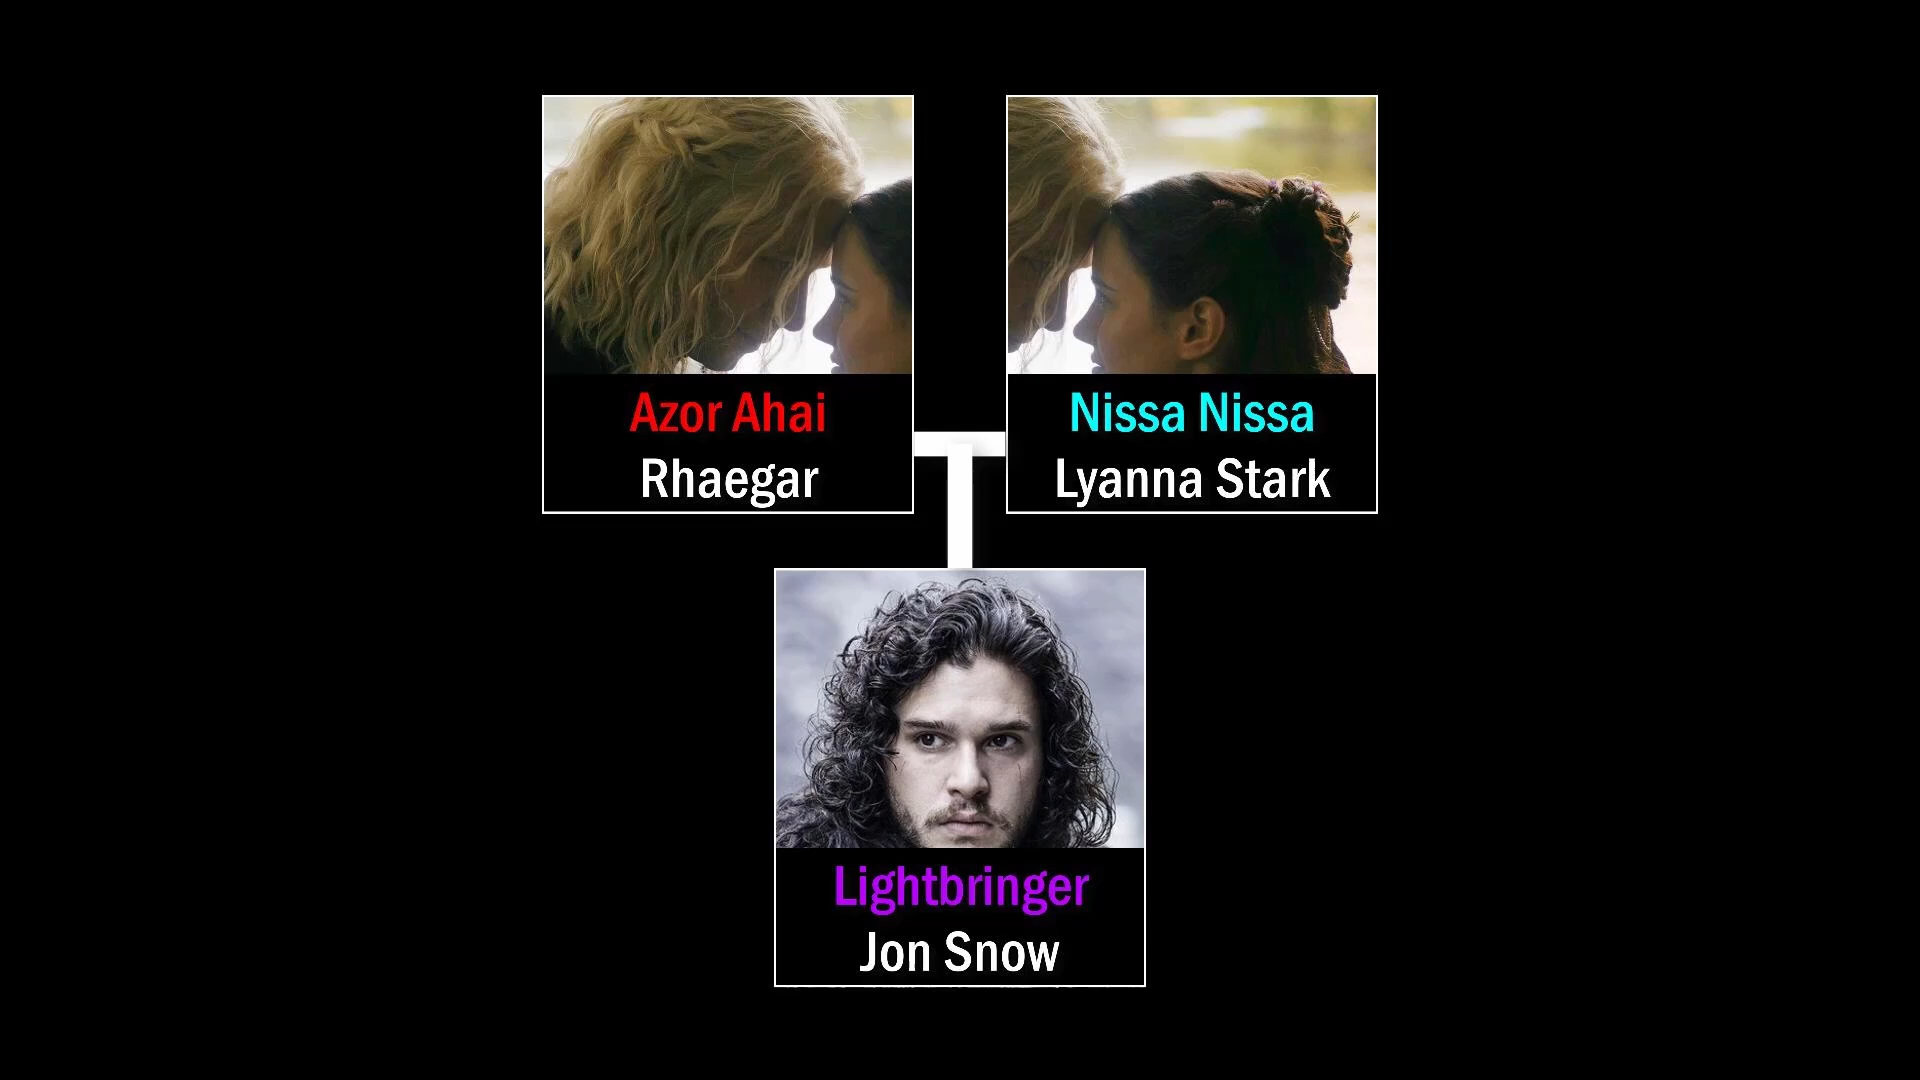 Azor Ahai
Rhaegar
Nissa Nissa
Lyanna Stark
Lightbringer
Jon Snow